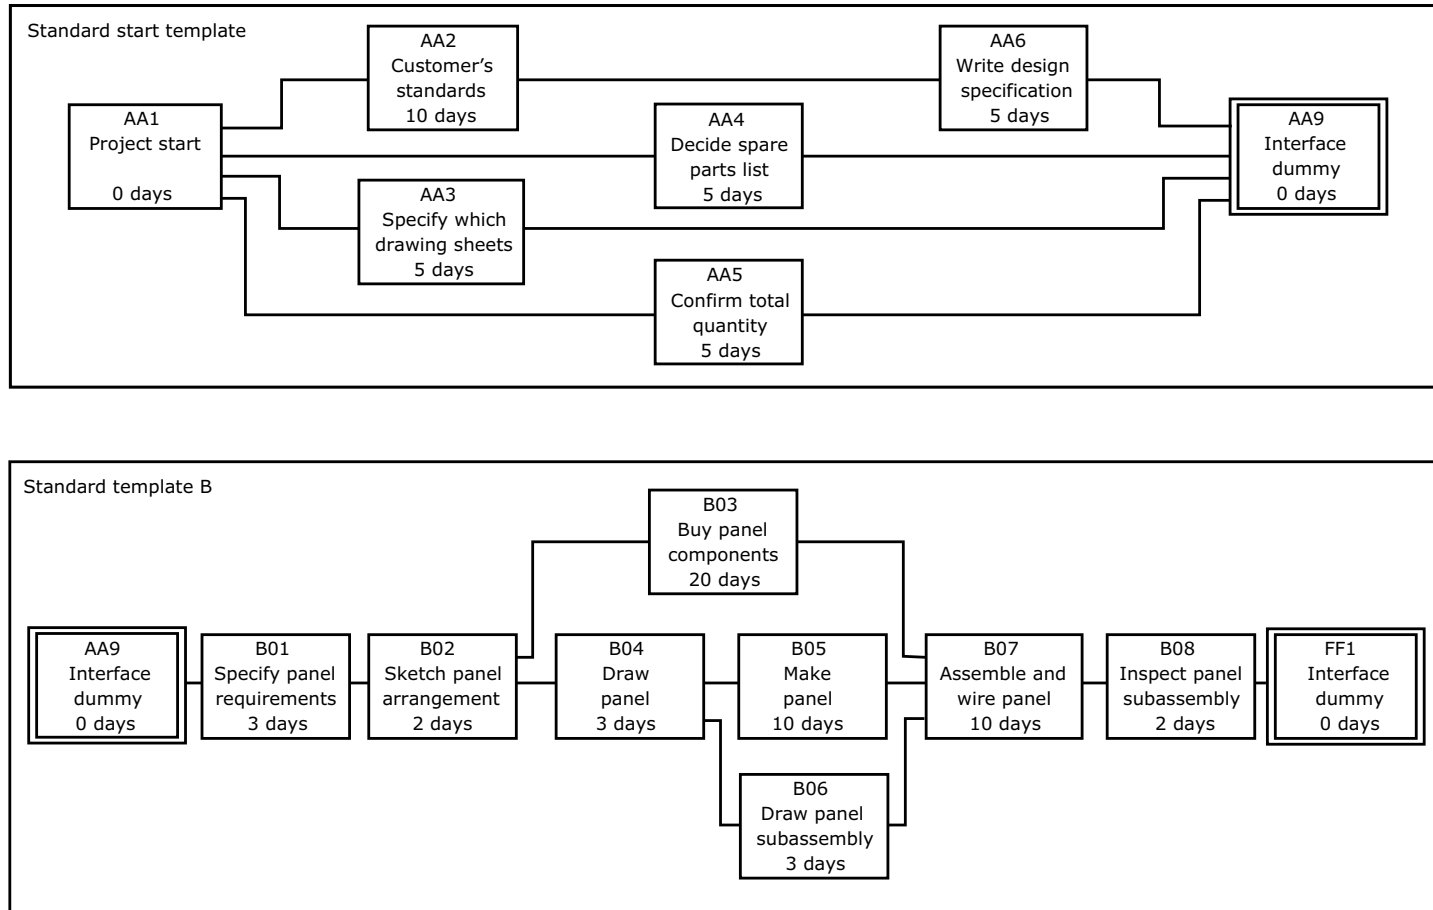 Standard start template
AA1
Project start
0 days
AA2
Customer’s
standards
10 days
AA3
Specify which
drawing sheets
5 days
AA4
Decide spare
parts list
5 days
AA5
Confirm total
quantity
5 days
AA6
Write design
specification
5 days
AA9
Interface
dummy
0 days
Standard template B
AA9
Interface
dummy
0 days
B01
Specify panel
requirements
3 days
B02
Sketch panel
arrangement
2 days
B03
Buy panel
components
20 days
B04
Draw
panel
3 days
B05
Make
panel
10 days
B06
Draw panel
subassembly
3 days
B07
Assemble and
wire panel
10 days
B08
Inspect panel
subassembly
2 days
FF1
Interface
dummy
0 days